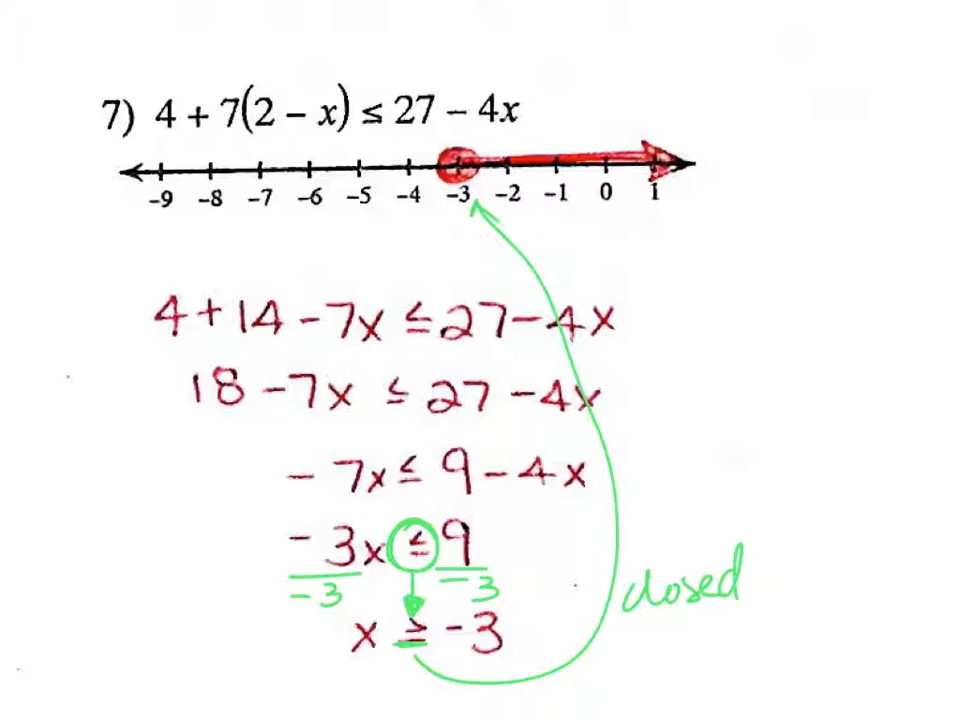 7) 4 + 7(2 − x) ≤ 27 − 4x
-9 -8 -7 -6 -5 -4 -3 -2 -1 0 1
4 + 14 - 7x ≤ 27 - 4x
18 - 7x ≤ 27 - 4x
- 7x ≤ 9 - 4x
- 3x ≤ 9
-3 -3
closed
x ≥ -3